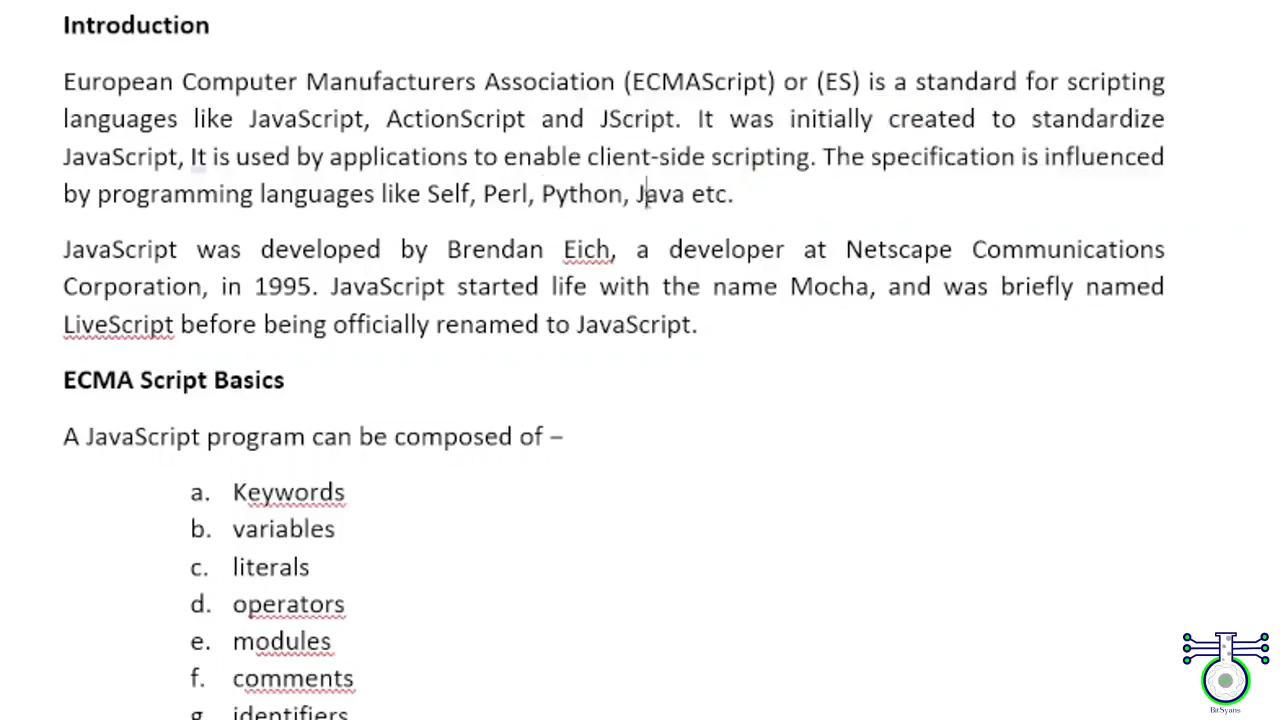 Introduction
European Computer Manufacturers Association (ECMAScript) or (ES) is a standard for scripting
languages like JavaScript, ActionScript and JScript. It was initially created to standardize
JavaScript, It is used by applications to enable client-side scripting. The specification is influenced
by programming languages like Self, Perl, Python, Java etc.
JavaScript was developed by Brendan Eich, a developer at Netscape Communications
Corporation, in 1995. JavaScript started life with the name Mocha, and was briefly named
LiveScript before being officially renamed to JavaScript.
ECMA Script Basics
A JavaScript program can be composed of –
a. Keywords
b. variables
c. literals
d. operators
e. modules
f. comments
g. identifiers
BitSyans